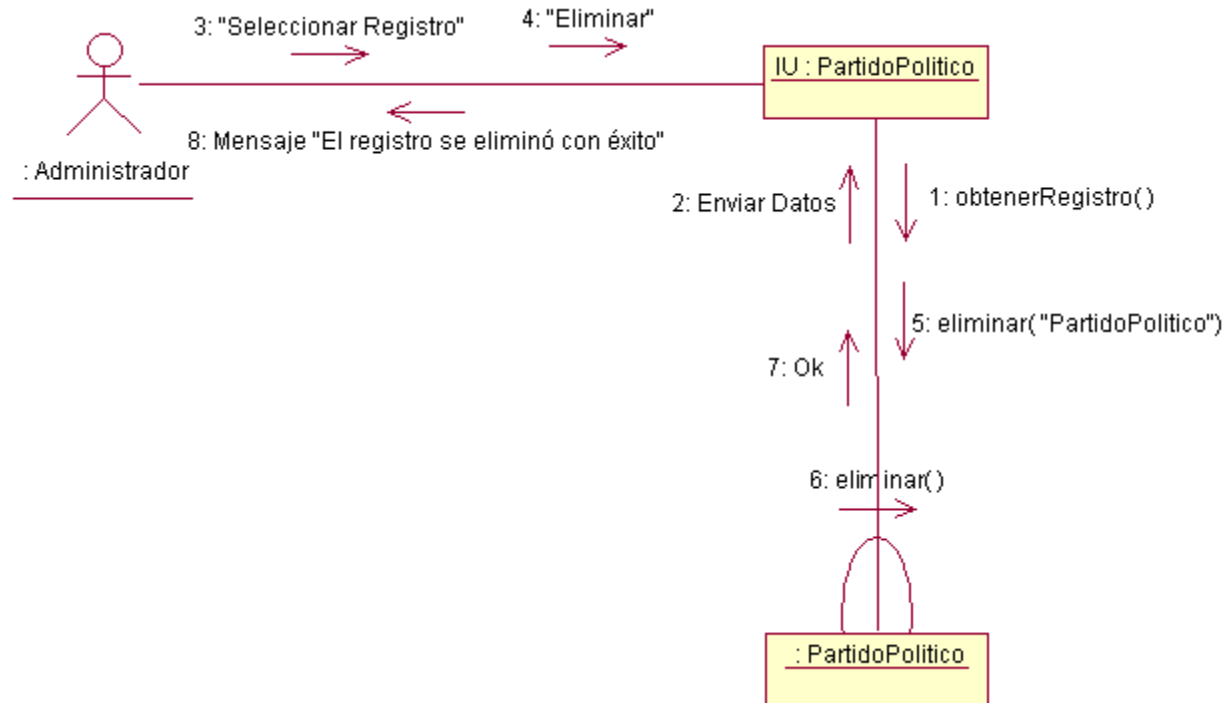 3: "Seleccionar Registro"
4: "Eliminar"
IU : PartidoPolitico
8: Mensaje "El registro se eliminó con éxito"
: Administrador
2: Enviar Datos
1: obtenerRegistro()
5: eliminar("PartidoPolitico")
7: Ok
6: eliminar()
: PartidoPolitico